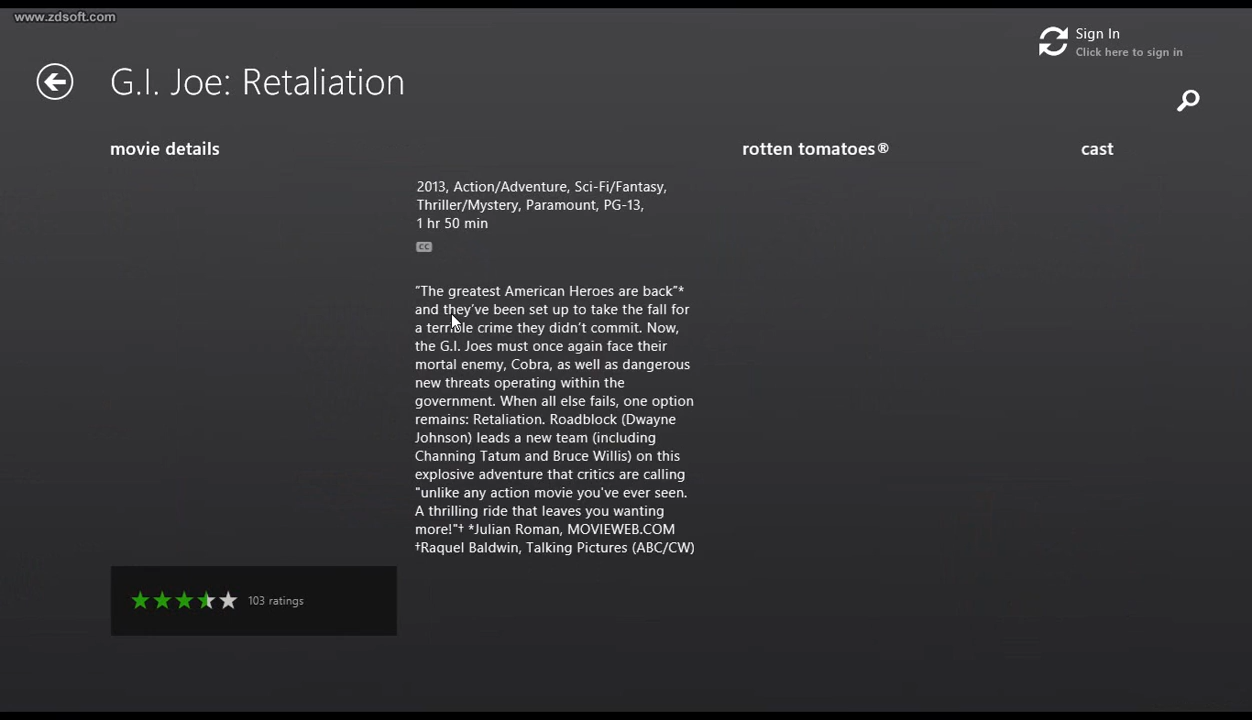 www.zdsoft.com
Sign In
Click here to sign in
G.I. Joe: Retaliation
movie details
rotten tomatoes®
cast
2013, Action/Adventure, Sci-Fi/Fantasy,
Thriller/Mystery, Paramount, PG-13,
1 hr 50 min
CC
“The greatest American Heroes are back”*
and they’ve been set up to take the fall for
a terrible crime they didn’t commit. Now,
the G.I. Joes must once again face their
mortal enemy, Cobra, as well as dangerous
new threats operating within the
government. When all else fails, one option
remains: Retaliation. Roadblock (Dwayne
Johnson) leads a new team (including
Channing Tatum and Bruce Willis) on this
explosive adventure that critics are calling
"unlike any action movie you've ever seen.
A thrilling ride that leaves you wanting
more!"† *Julian Roman, MOVIEWEB.COM
†Raquel Baldwin, Talking Pictures (ABC/CW)
103 ratings